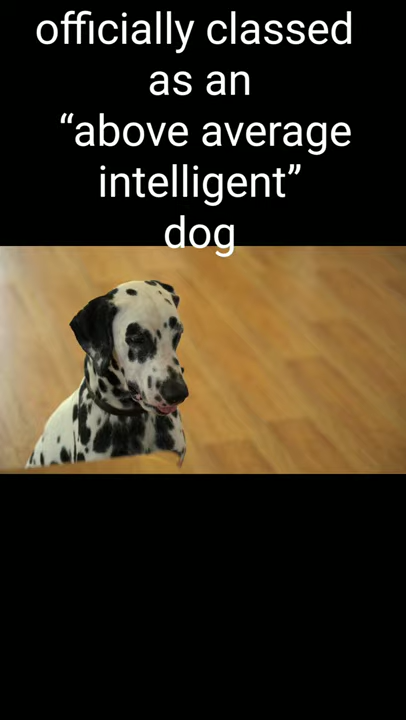 officially classed
as an
“above average
intelligent”
dog